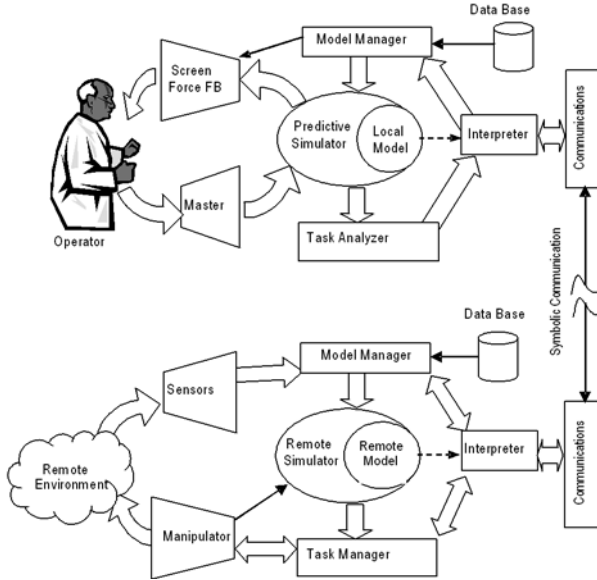 Data Base
Model Manager
Screen
Force FB
Predictive
Simulator
Local
Model
Interpreter
Communications
Master
Task Analyzer
Operator
Symbolic Communication
Data Base
Model Manager
Sensors
Remote
Simulator
Remote
Model
Interpreter
Communications
Remote
Environment
Manipulator
Task Manager